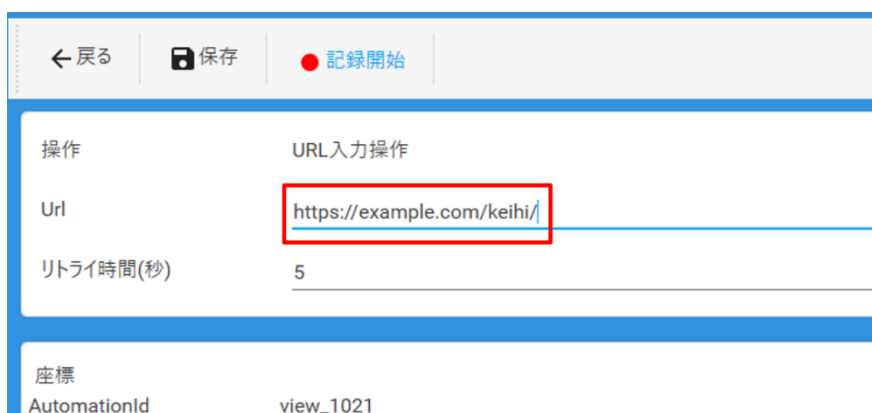 戻る 保存 記録開始
操作 URL入力操作
Url https://example.com/keihi/
リトライ時間(秒) 5
座標
AutomationId view_1021